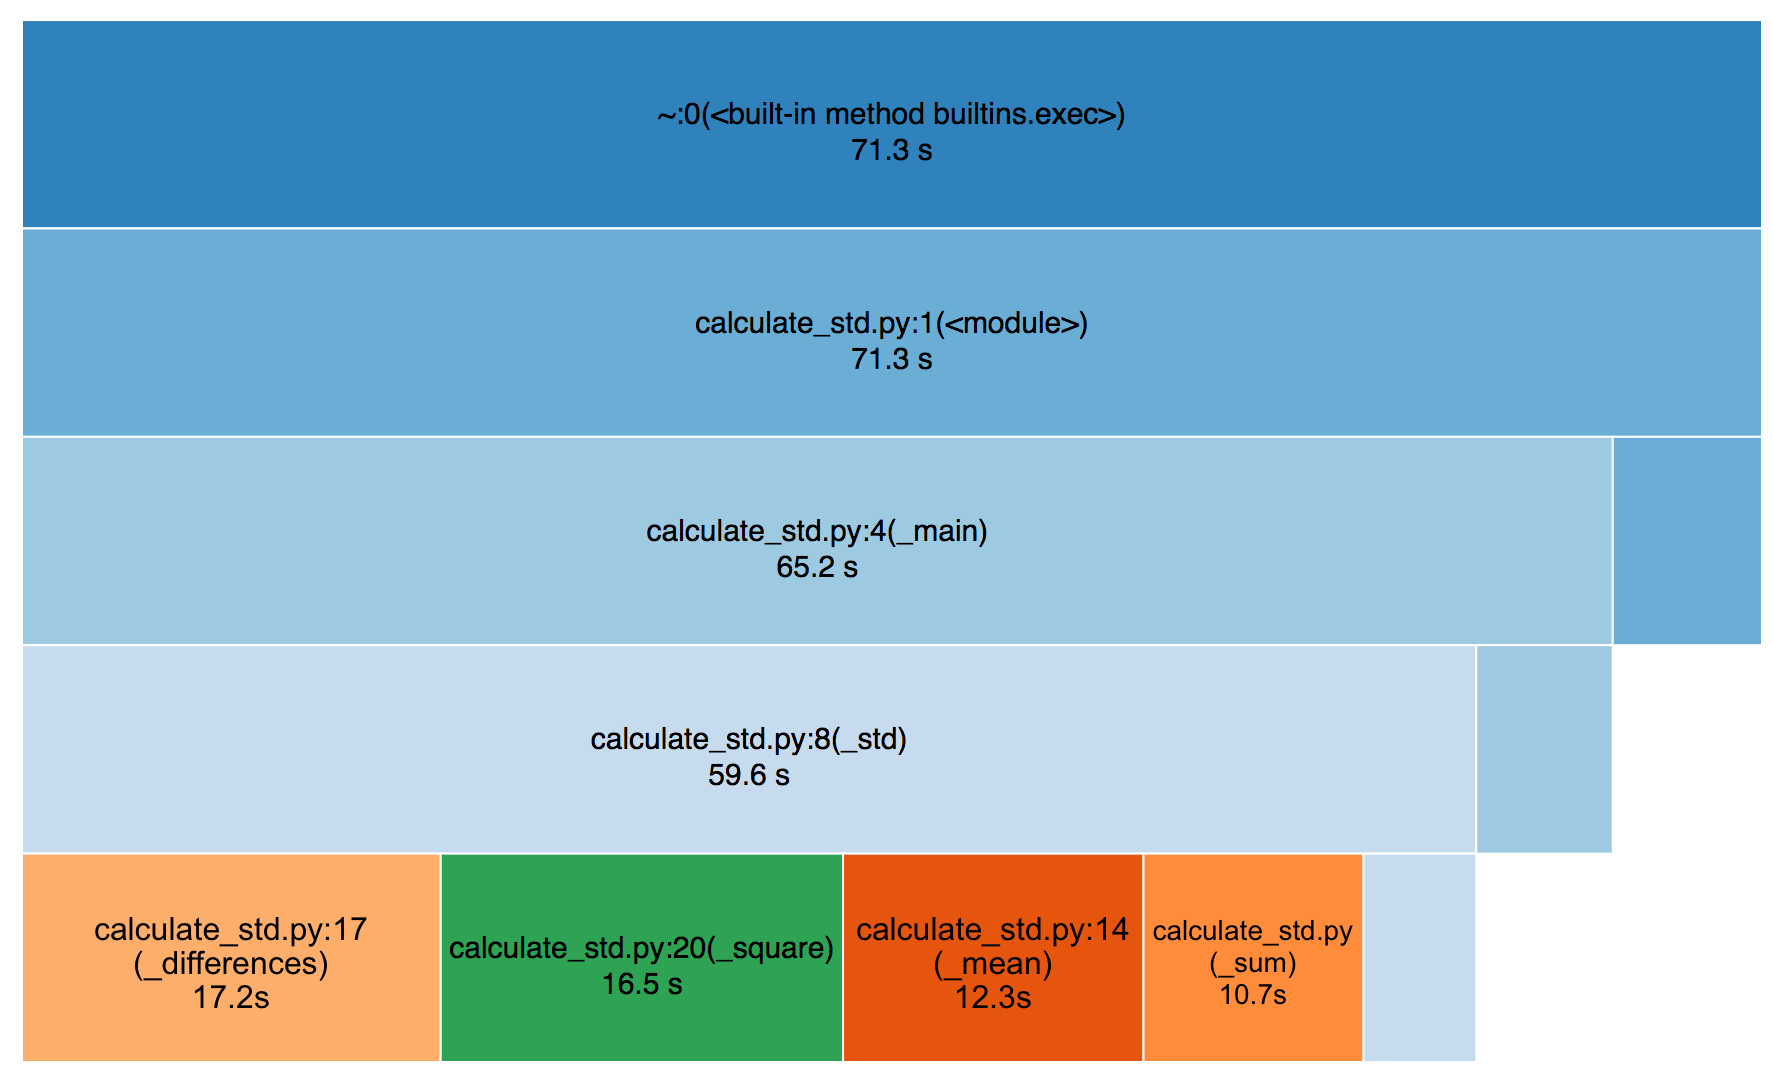 ~:0(<built-in method builtins.exec>)
71.3 s
calculate_std.py:1(<module>)
71.3 s
calculate_std.py:4(_main)
65.2 s
calculate_std.py:8(_std)
59.6 s
calculate_std.py:17
(_differences)
17.2s
calculate_std.py:20(_square)
16.5 s
calculate_std.py:14
(_mean)
12.3s
calculate_std.py
(_sum)
10.7s